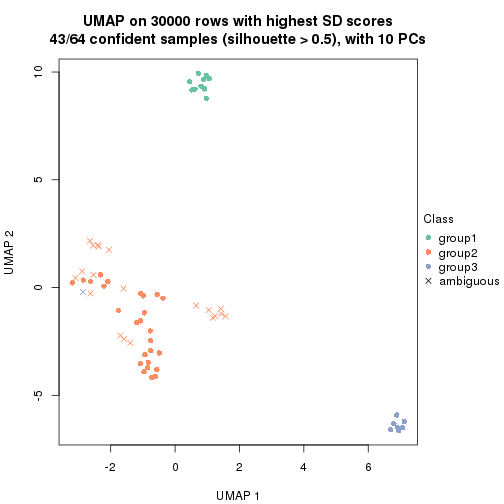 UMAP on 30000 rows with highest SD scores
43/64 confident samples (silhouette > 0.5), with 10 PCs
10
5
0
-5
UMAP 2
-2
0
2
4
6
UMAP 1
Class
group1
group2
group3
ambiguous